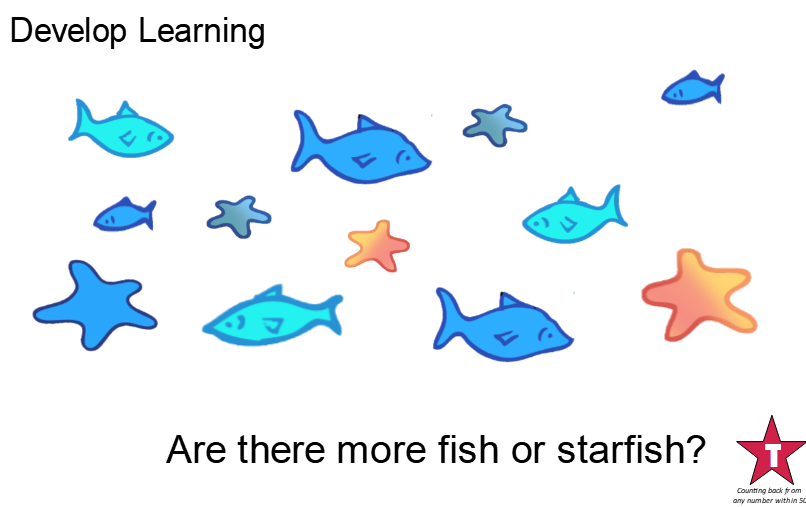 Develop Learning
Are there more fish or starfish?
T
Counting back from
any number within 50